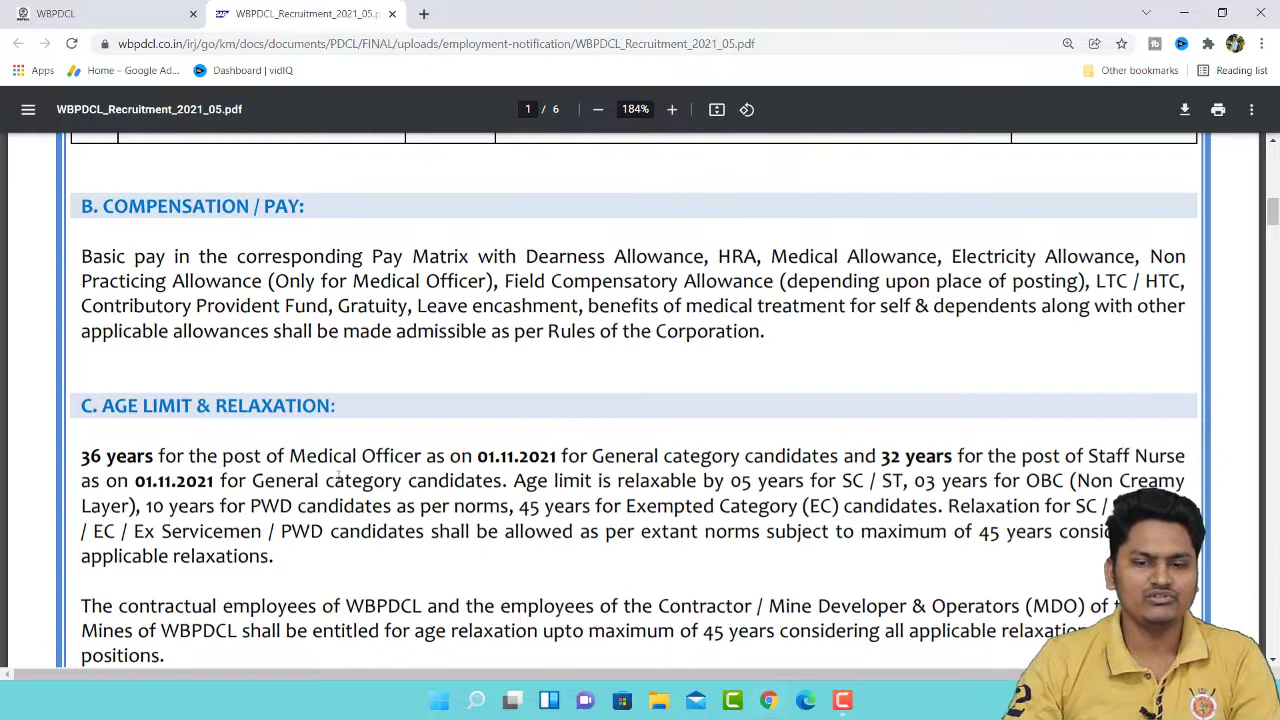 WBPDCL
WBPDCL_Recruitment_2021_05.p
wbpdcl.co.in/irj/go/km/docs/documents/PDCL/FINAL/uploads/employment-notification/WBPDCL_Recruitment_2021_05.pdf
Apps Home – Google Ad... Dashboard | vidIQ Other bookmarks Reading list
WBPDCL_Recruitment_2021_05.pdf 1 / 6 184%
B. COMPENSATION / PAY:
Basic pay in the corresponding Pay Matrix with Dearness Allowance, HRA, Medical Allowance, Electricity Allowance, Non
Practicing Allowance (Only for Medical Officer), Field Compensatory Allowance (depending upon place of posting), LTC / HTC,
Contributory Provident Fund, Gratuity, Leave encashment, benefits of medical treatment for self & dependents along with other
applicable allowances shall be made admissible as per Rules of the Corporation.
C. AGE LIMIT & RELAXATION:
36 years for the post of Medical Officer as on 01.11.2021 for General category candidates and 32 years for the post of Staff Nurse
as on 01.11.2021 for General category candidates. Age limit is relaxable by 05 years for SC / ST, 03 years for OBC (Non Creamy
Layer), 10 years for PWD candidates as per norms, 45 years for Exempted Category (EC) candidates. Relaxation for SC /
/ EC / Ex Servicemen / PWD candidates shall be allowed as per extant norms subject to maximum of 45 years consi
applicable relaxations.
The contractual employees of WBPDCL and the employees of the Contractor / Mine Developer & Operators (MDO) of
Mines of WBPDCL shall be entitled for age relaxation upto maximum of 45 years considering all applicable relaxation
positions.